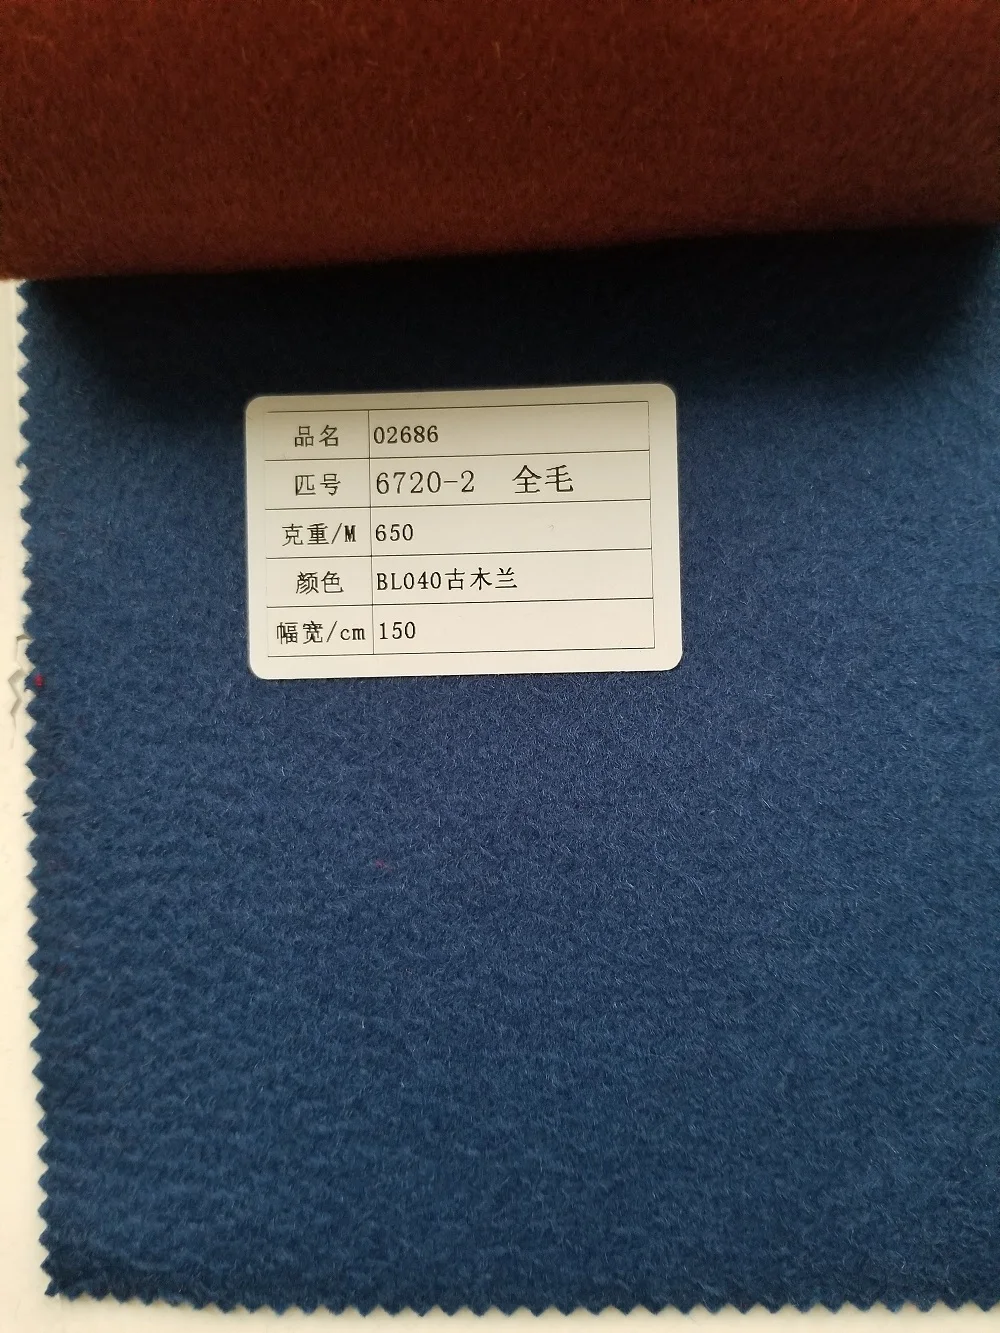 品名 02686
匹号 6720-2 全毛
克重/M 650
颜色 BL040古木兰
幅宽/cm 150